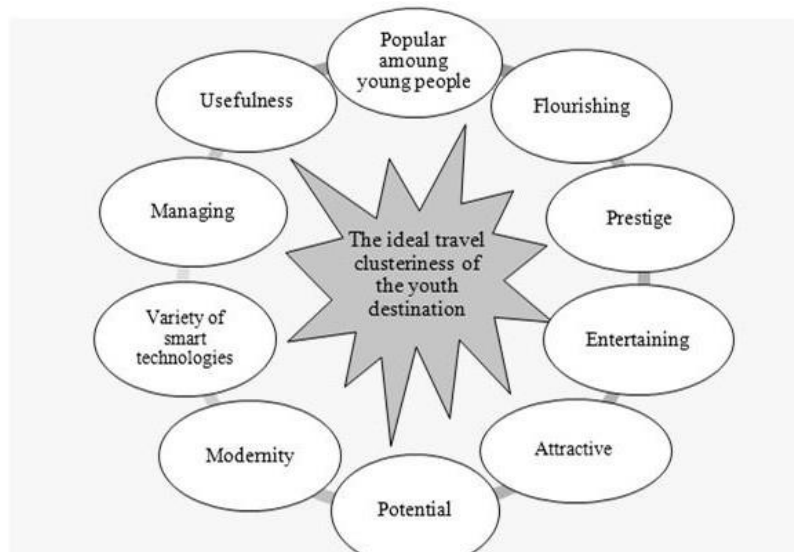 Popular
amoung
young people
Flourishing
Prestige
Entertaining
Attractive
Potential
Modernity
Variety of
smart
technologies
Managing
Usefulness
The ideal travel
clusteriness of
the youth
destination